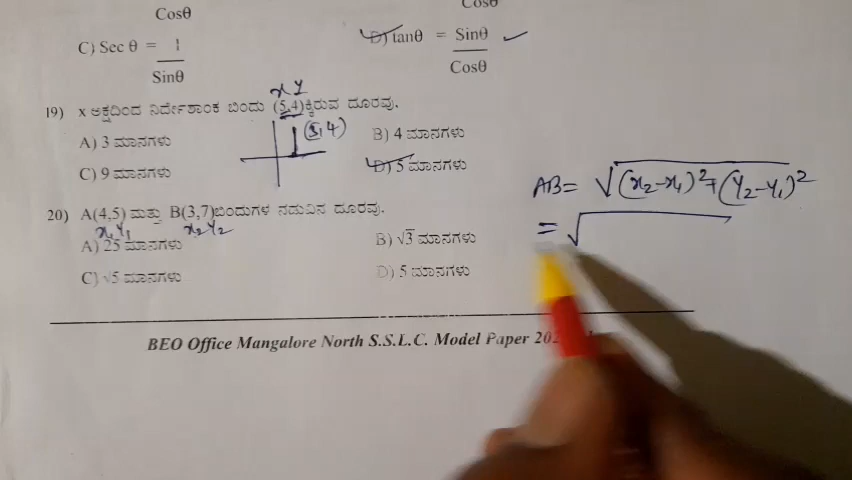 Cosθ
Cosθ
C) Sec θ = 1
Sinθ
D) tanθ = Sinθ
Cosθ
x y
19) x ಅಕ್ಷದಿಂದ ನಿರ್ದೇಶಾಂಕ ಬಿಂದು (5,4)ಕ್ಕಿರುವ ದೂರವು.
(5, 4)
A) 3 ಮಾನಗಳು B) 4 ಮಾನಗಳು
C) 9 ಮಾನಗಳು D) 5 ಮಾನಗಳು
AB = √(x₂-x₁)²+(y₂-y₁)²
= √
20) A(4,5) ಮತ್ತು B(3,7)ಬಿಂದುಗಳ ನಡುವಿನ ದೂರವು.
x₁ y₁ x₂ y₂
A) 25 ಮಾನಗಳು B) √3 ಮಾನಗಳು
C) √5 ಮಾನಗಳು D) 5 ಮಾನಗಳು
BEO Office Mangalore North S.S.L.C. Model Paper